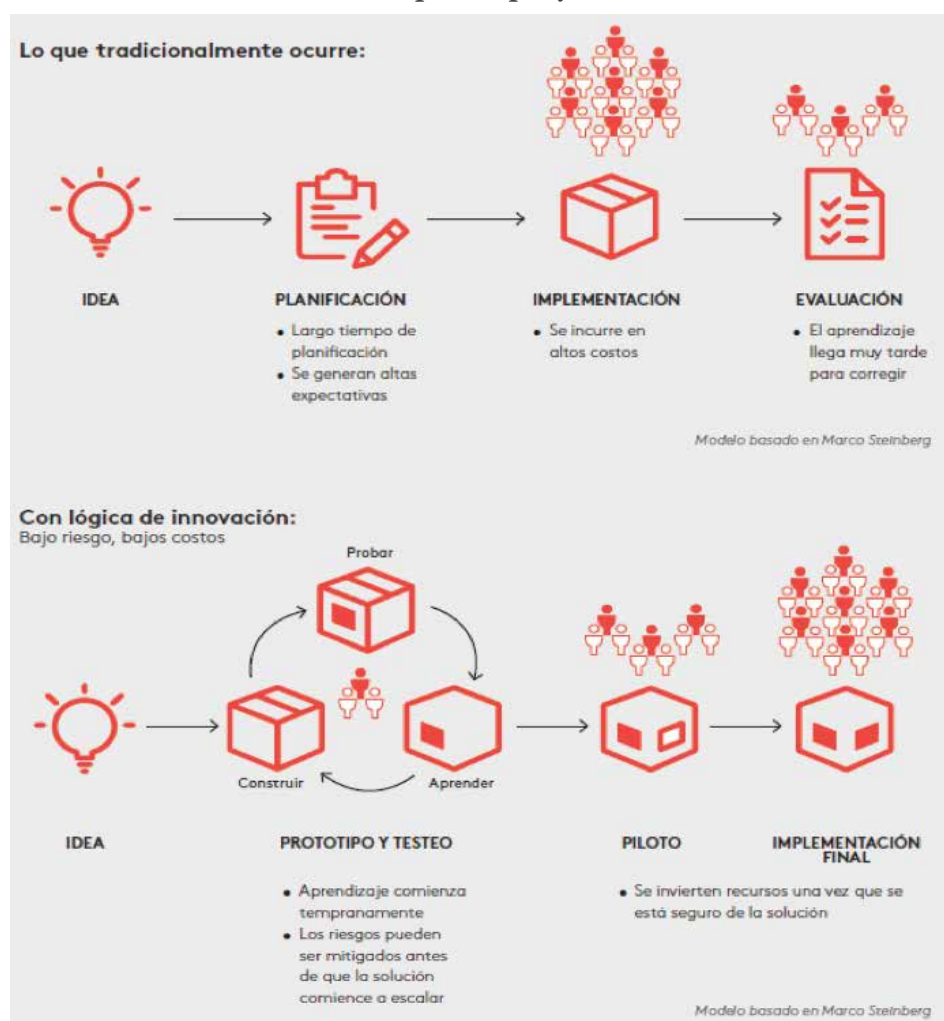 Lo que tradicionalmente ocurre:
IDEA
PLANIFICACIÓN
• Largo tiempo de
planificación
• Se generan altas
expectativas
IMPLEMENTACIÓN
• Se incurre en
altos costos
EVALUACIÓN
• El aprendizaje
llega muy tarde
para corregir
Modelo basado en Marco Steinberg
Con lógica de innovación:
Bajo riesgo, bajos costos
Probar
Construir
Aprender
IDEA
PROTOTIPO Y TESTEO
• Aprendizaje comienza
tempranamente
• Los riesgos pueden
ser mitigados antes
de que la solución
comience a escalar
PILOTO
IMPLEMENTACIÓN
FINAL
• Se invierten recursos una vez que se
está seguro de la solución
Modelo basado en Marco Steinberg